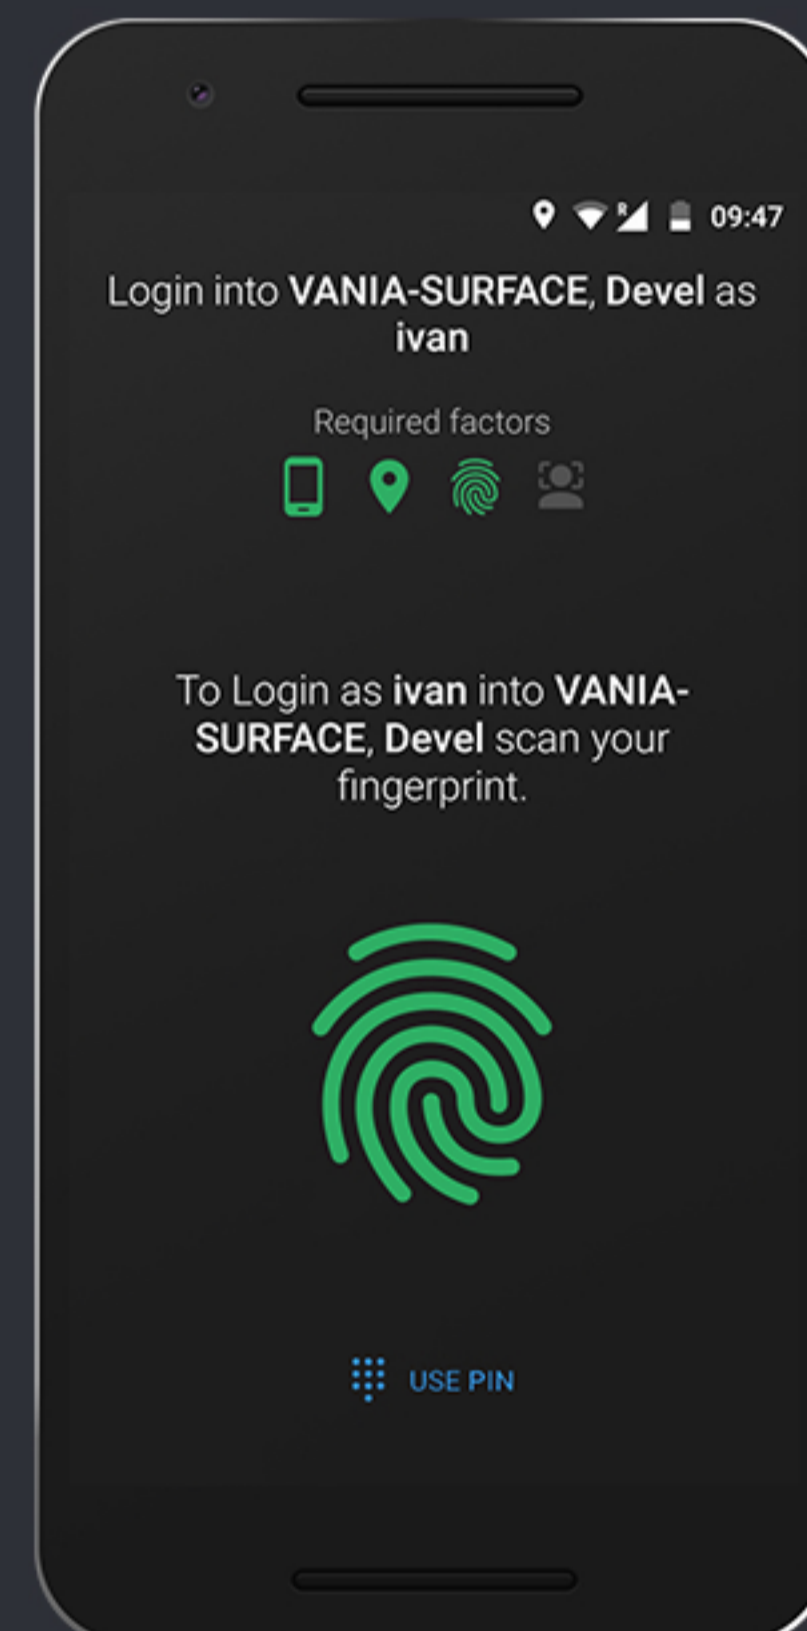 R 09:47
Login into VANIA-SURFACE, Devel as
ivan
Required factors
To Login as ivan into VANIA-
SURFACE, Devel scan your
fingerprint.
USE PIN